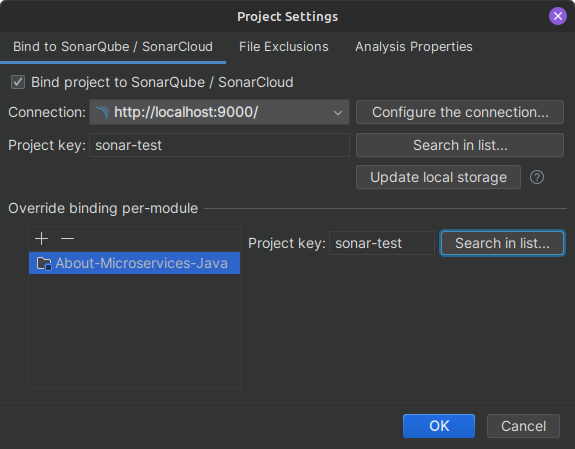 Project Settings
Bind to SonarQube / SonarCloud File Exclusions Analysis Properties
Bind project to SonarQube / SonarCloud
Connection: http://localhost:9000/ Configure the connection...
Project key: sonar-test Search in list...
Update local storage ?
Override binding per-module
Project key: sonar-test Search in list...
About-Microservices-Java
OK Cancel